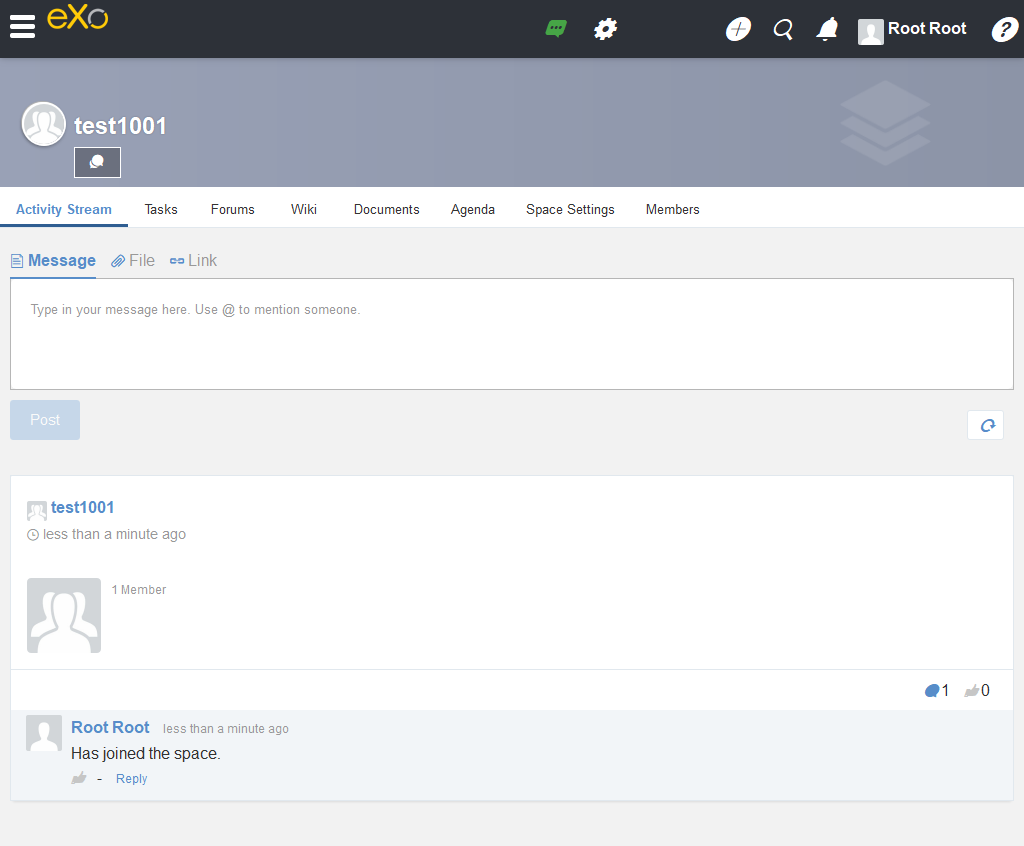 eXo
Root Root
?
test1001
Activity Stream Tasks Forums Wiki Documents Agenda Space Settings Members
Message File Link
Type in your message here. Use @ to mention someone.
Post
test1001
less than a minute ago
1 Member
1 0
Root Root less than a minute ago
Has joined the space.
- Reply